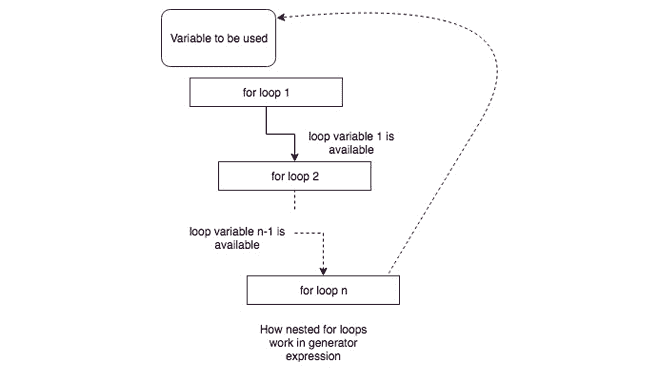 Variable to be used
for loop 1
loop variable 1 is
available
for loop 2
loop variable n-1 is
available
for loop n
How nested for loops
work in generator
expression